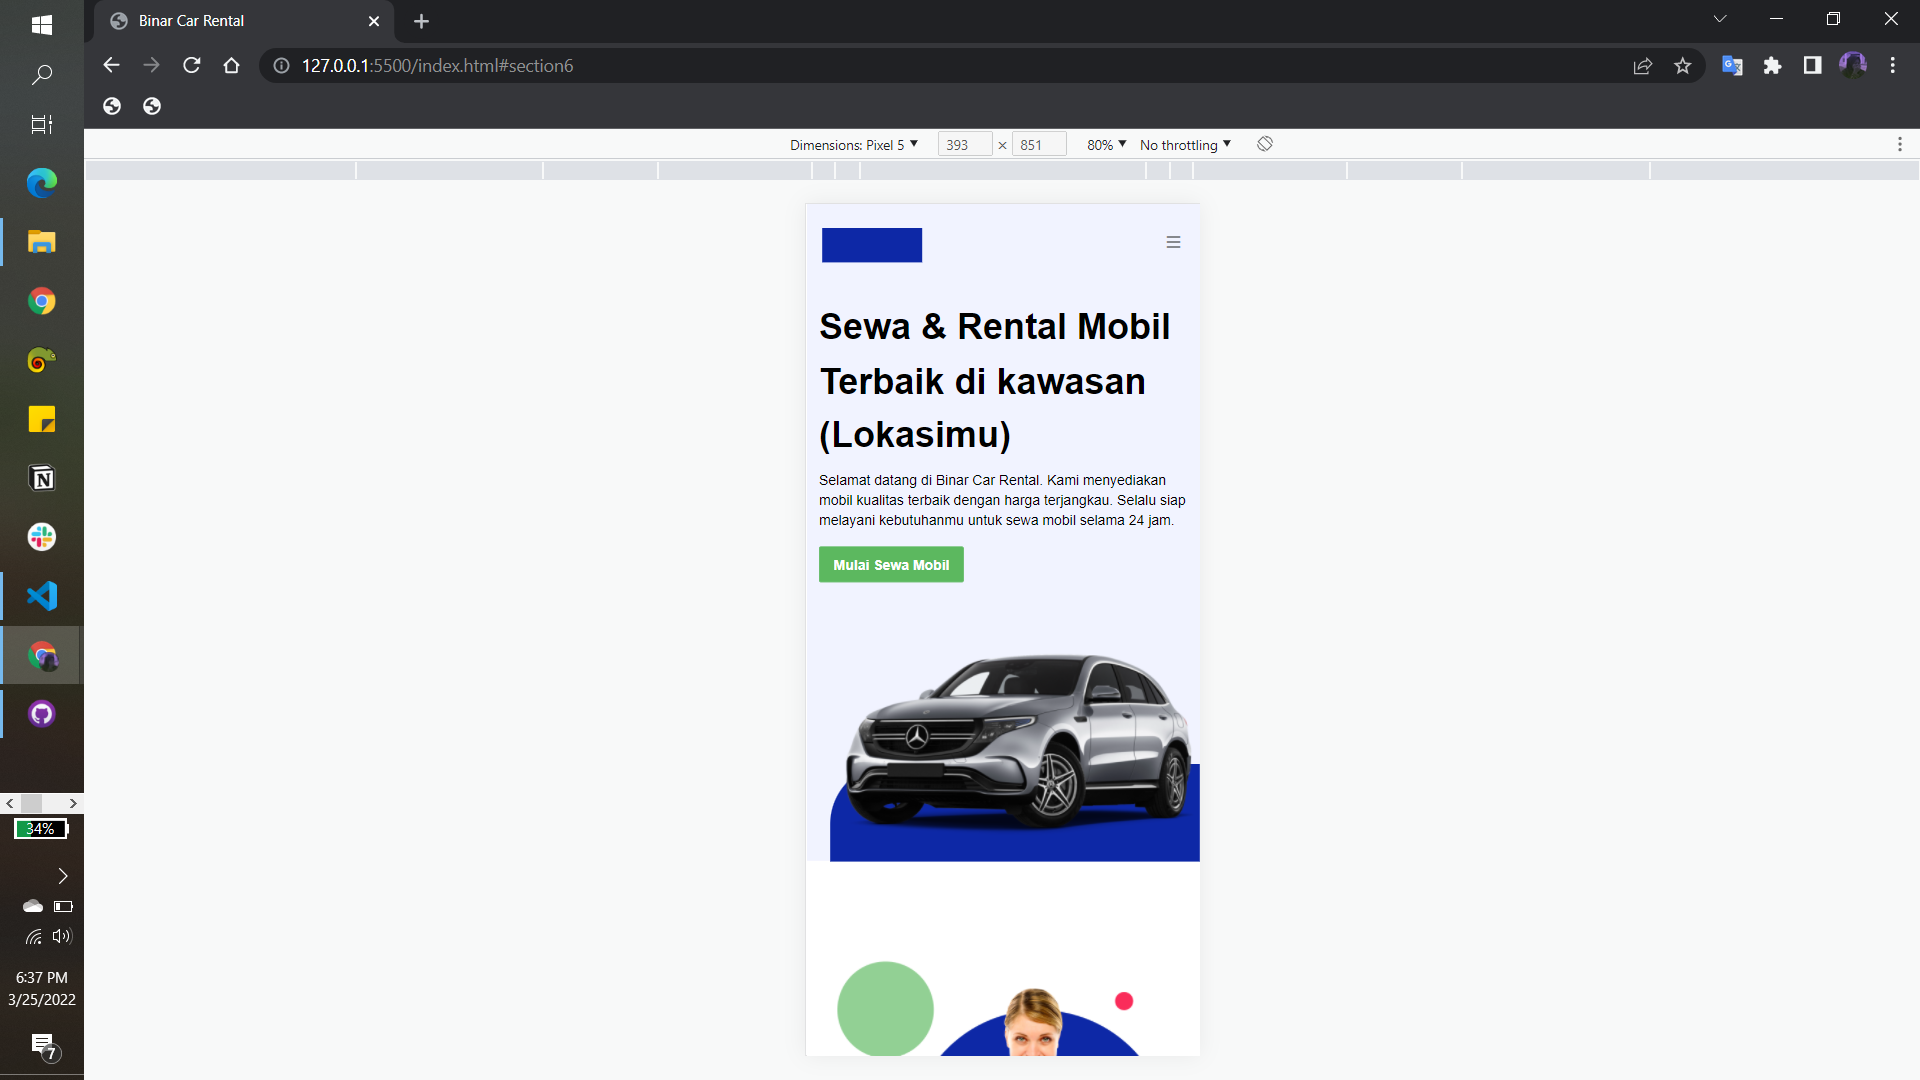 Binar Car Rental
127.0.0.1:5500/index.html#section6
Dimensions: Pixel 5 393 × 851 80% No throttling
Sewa & Rental Mobil
Terbaik di kawasan
(Lokasimu)
Selamat datang di Binar Car Rental. Kami menyediakan
mobil kualitas terbaik dengan harga terjangkau. Selalu siap
melayani kebutuhanmu untuk sewa mobil selama 24 jam.
Mulai Sewa Mobil
34%
6:37 PM
3/25/2022
7